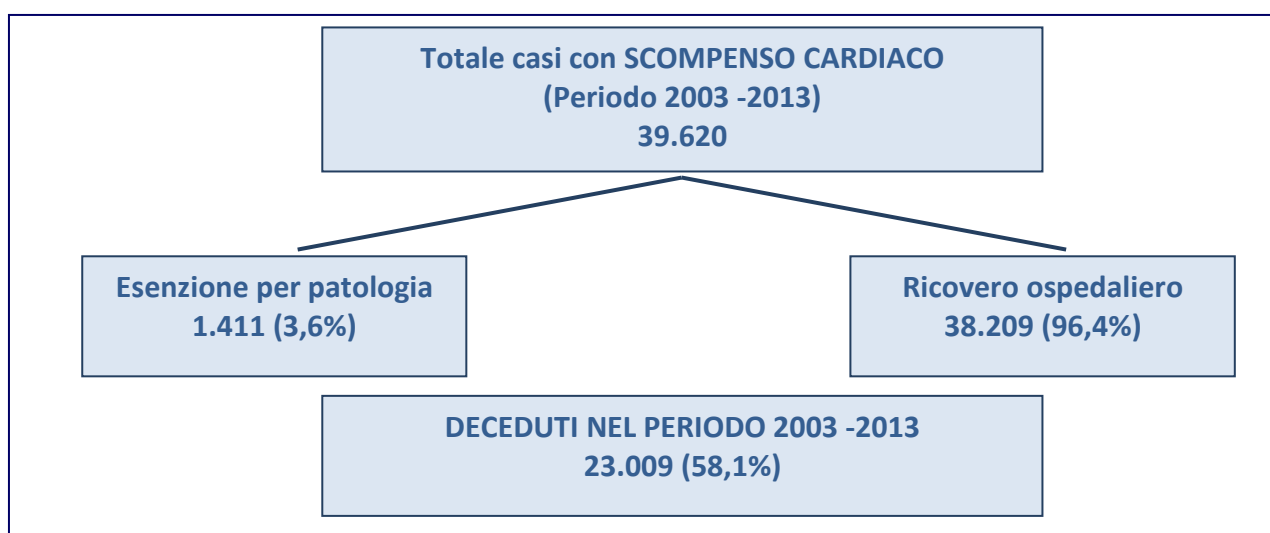 Totale casi con SCOMPENSO CARDIACO
(Periodo 2003 -2013)
39.620
Esenzione per patologia
1.411 (3,6%)
Ricovero ospedaliero
38.209 (96,4%)
DECEDUTI NEL PERIODO 2003 -2013
23.009 (58,1%)